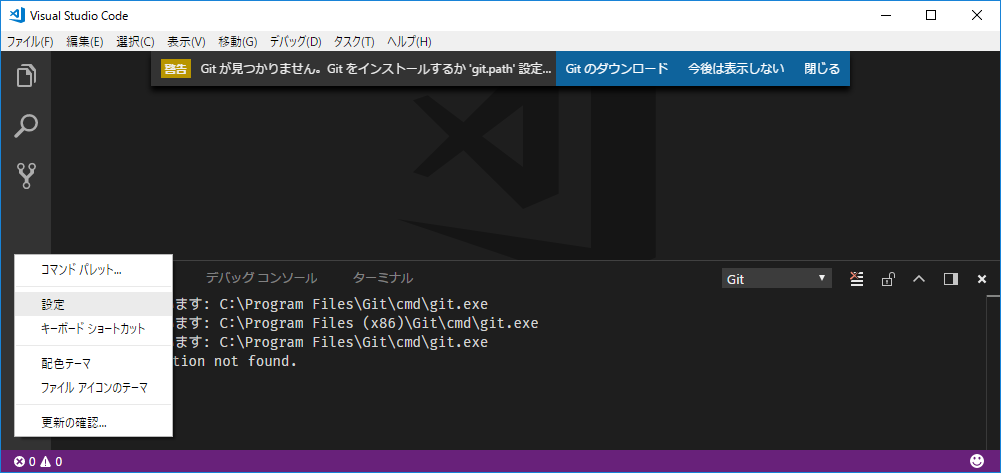 Visual Studio Code
ファイル(F) 編集(E) 選択(C) 表示(V) 移動(G) デバッグ(D) タスク(T) ヘルプ(H)
警告 Git が見つかりません。Git をインストールするか 'git.path' 設定... Git のダウンロード 今後は表示しない 閉じる
デバッグ コンソール ターミナル Git
ます: C:\Program Files\Git\cmd\git.exe
ます: C:\Program Files (x86)\Git\cmd\git.exe
ます: C:\Program Files\Git\cmd\git.exe
tion not found.
コマンド パレット...
設定
キーボード ショートカット
配色テーマ
ファイル アイコンのテーマ
更新の確認...
0 0